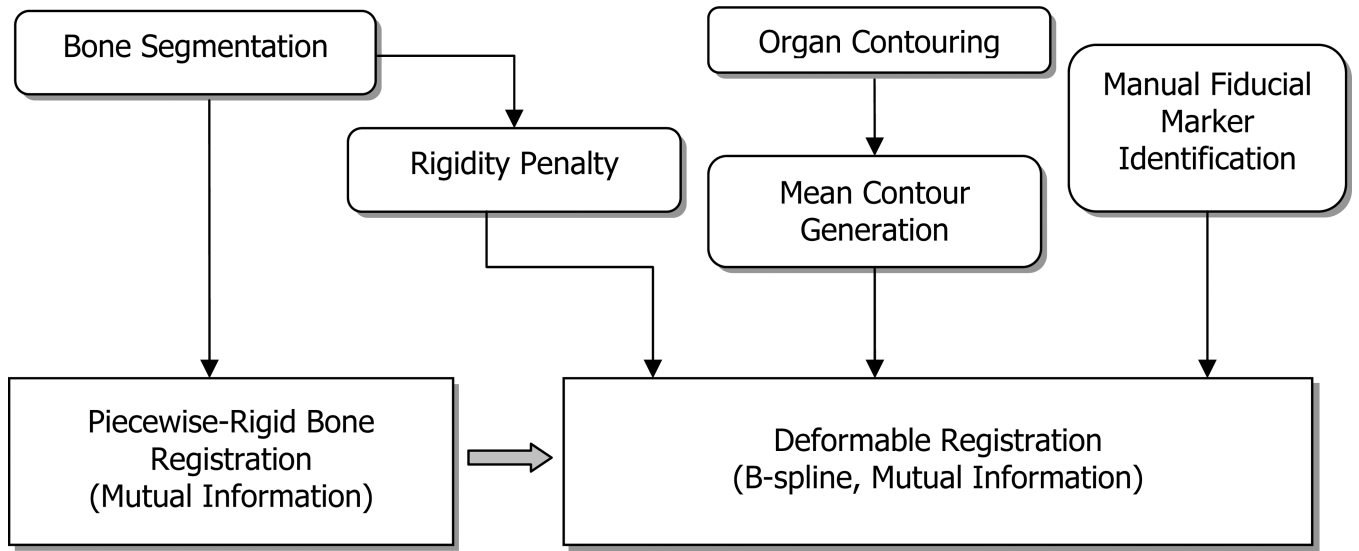 Bone Segmentation
Organ Contouring
Manual Fiducial
Marker
Identification
Rigidity Penalty
Mean Contour
Generation
Piecewise-Rigid Bone
Registration
(Mutual Information)
Deformable Registration
(B-spline, Mutual Information)